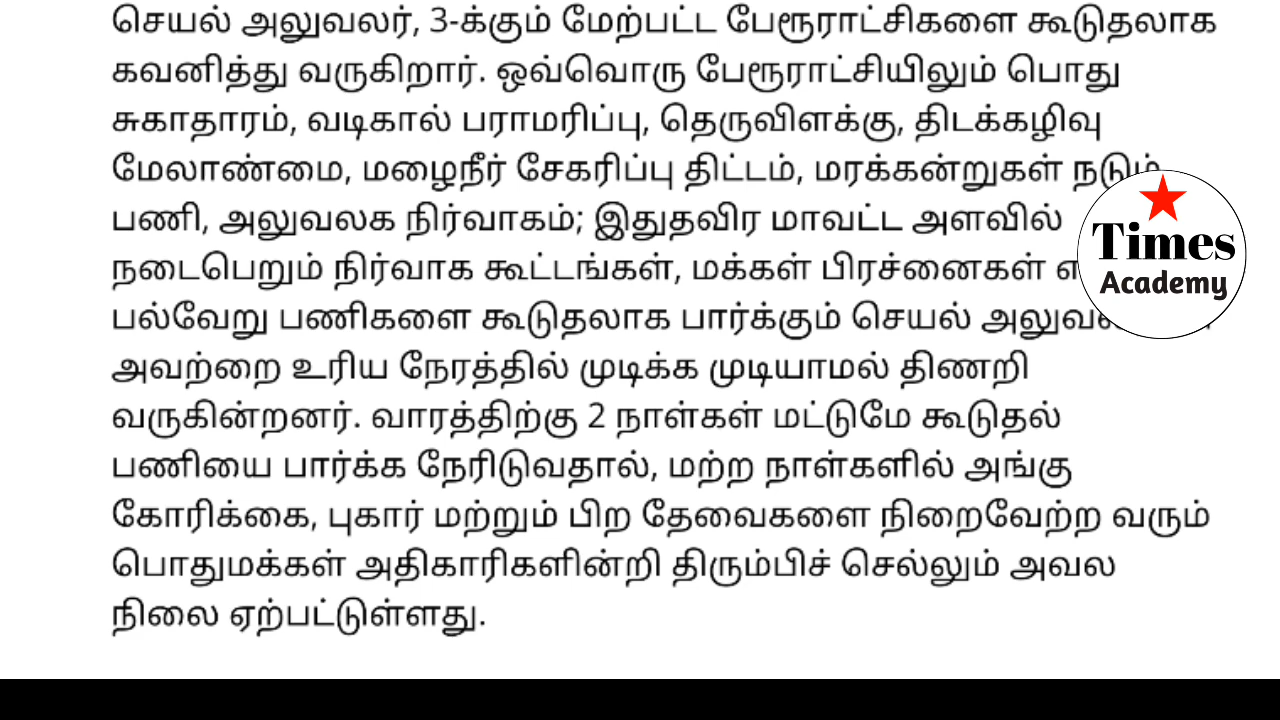 செயல் அலுவலர், 3-க்கும் மேற்பட்ட பேரூராட்சிகளை கூடுதலாக
கவனித்து வருகிறார். ஒவ்வொரு பேரூராட்சியிலும் பொது
சுகாதாரம், வடிகால் பராமரிப்பு, தெருவிளக்கு, திடக்கழிவு
மேலாண்மை, மழைநீர் சேகரிப்பு திட்டம், மரக்கன்றுகள் நடும்
பணி, அலுவலக நிர்வாகம்; இதுதவிர மாவட்ட அளவில்
நடைபெறும் நிர்வாக கூட்டங்கள், மக்கள் பிரச்னைகள்
பல்வேறு பணிகளை கூடுதலாக பார்க்கும் செயல்
அவற்றை உரிய நேரத்தில் முடிக்க முடியாமல் திணறி
வருகின்றனர். வாரத்திற்கு 2 நாள்கள் மட்டுமே கூடுதல்
பணியை பார்க்க நேரிடுவதால், மற்ற நாள்களில் அங்கு
கோரிக்கை, புகார் மற்றும் பிற தேவைகளை நிறைவேற்ற வரும்
பொதுமக்கள் அதிகாரிகளின்றி திரும்பிச் செல்லும் அவல
நிலை ஏற்பட்டுள்ளது.
Times
Academy